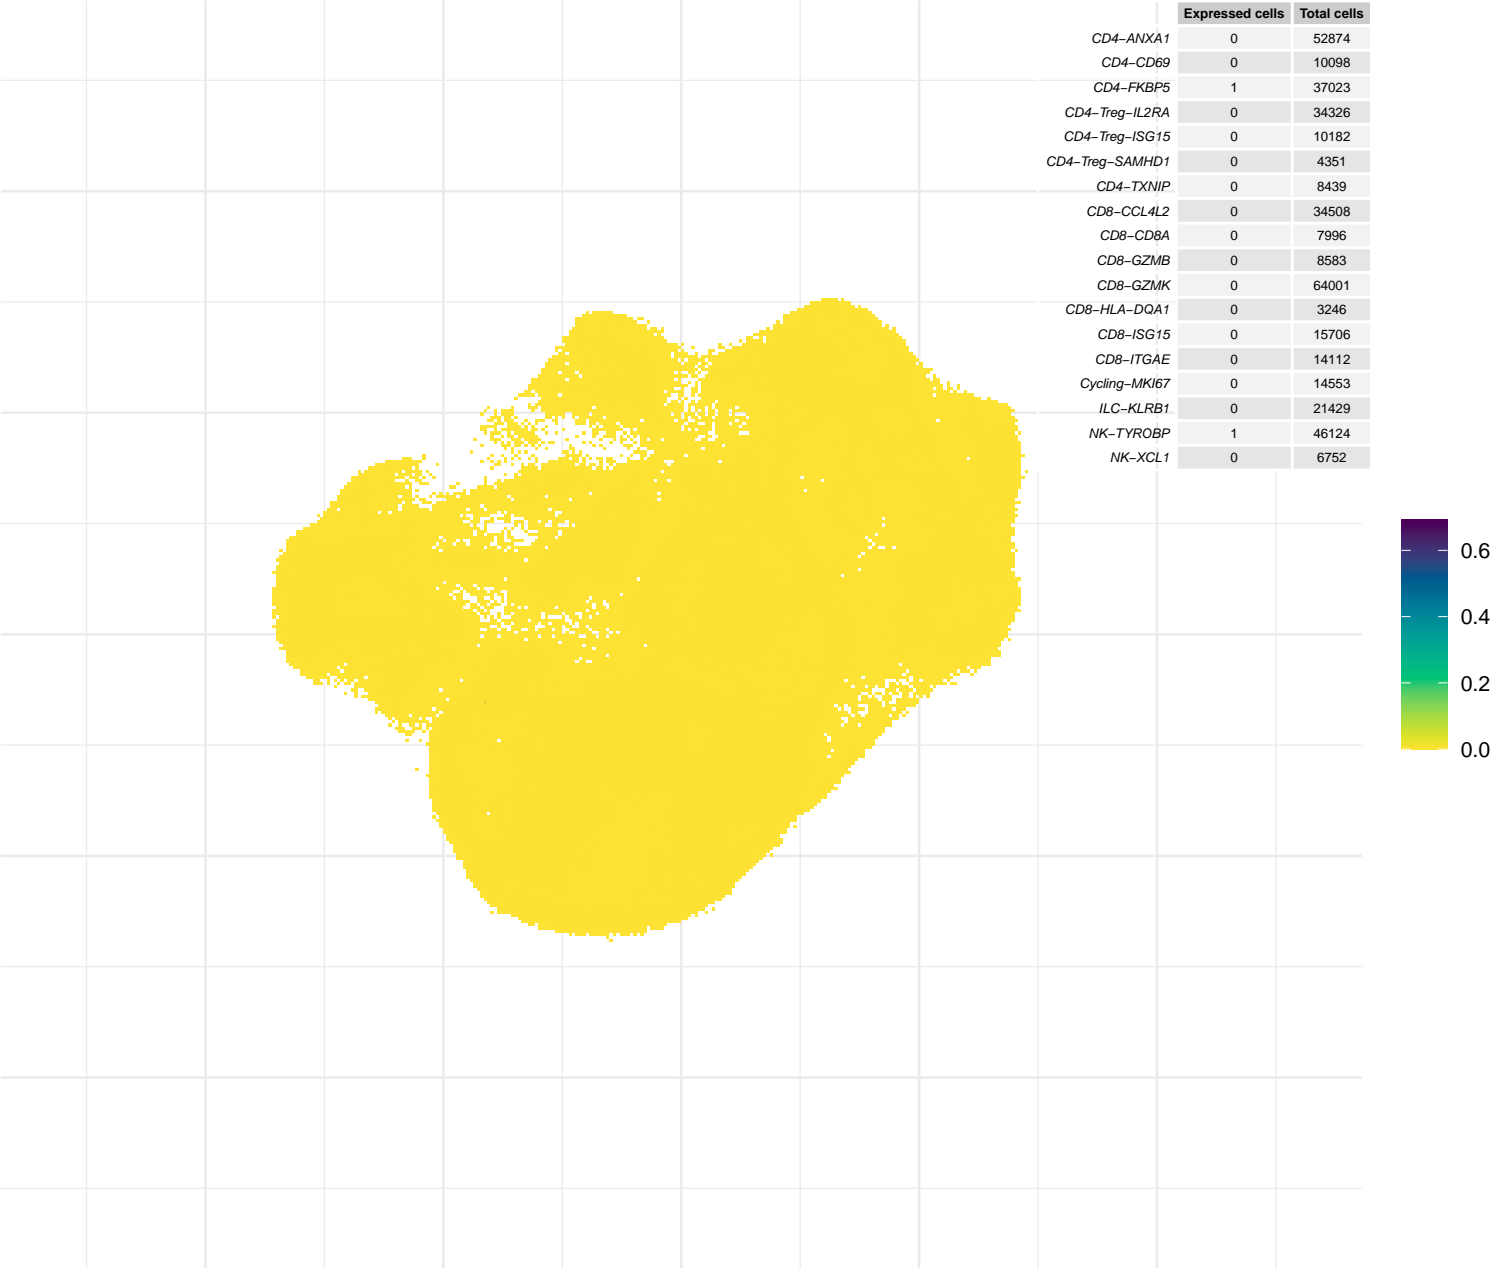 Expressed cells Total cells
CD4−ANXA1 0 52874
CD4−CD69 0 10098
CD4−FKBP5 1 37023
CD4−Treg−IL2RA 0 34326
CD4−Treg−ISG15 0 10182
CD4−Treg−SAMHD1 0 4351
CD4−TXNIP 0 8439
CD8−CCL4L2 0 34508
CD8−CD8A 0 7996
CD8−GZMB 0 8583
CD8−GZMK 0 64001
CD8−HLA−DQA1 0 3246
CD8−ISG15 0 15706
CD8−ITGAE 0 14112
Cycling−MKI67 0 14553
ILC−KLRB1 0 21429
NK−TYROBP 1 46124
NK−XCL1 0 6752
0.6
0.4
0.2
0.0